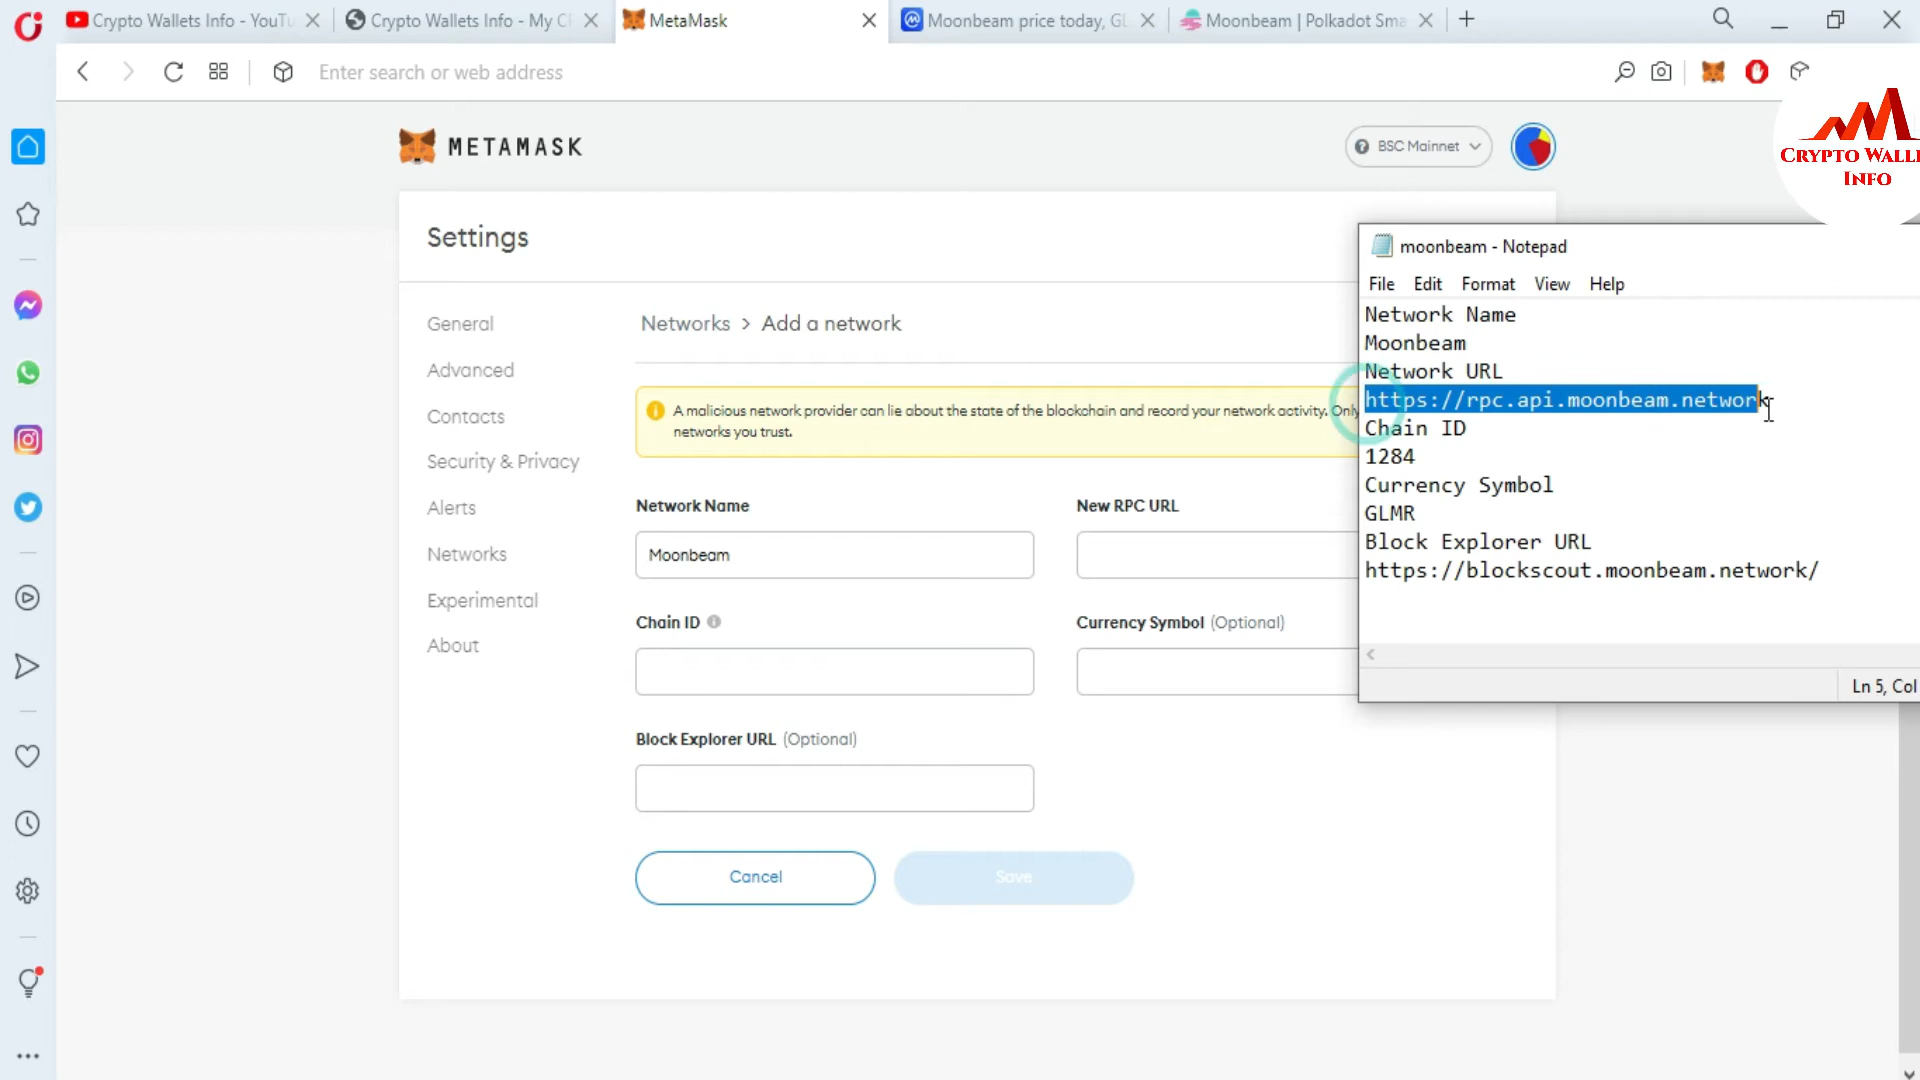 Crypto Wallets Info - YouTu
Crypto Wallets Info - My C
MetaMask
Moonbeam price today, GL
Moonbeam | Polkadot Sma
Enter search or web address
METAMASK
BSC Mainnet
CRYPTO WALLE
INFO
Settings
General
Advanced
Contacts
Security & Privacy
Alerts
Networks
Experimental
About
Networks > Add a network
A malicious network provider can lie about the state of the blockchain and record your network activity. Only
networks you trust.
Network Name
Moonbeam
New RPC URL
Chain ID
Currency Symbol (Optional)
Block Explorer URL (Optional)
Cancel
Save
moonbeam - Notepad
File Edit Format View Help
Network Name
Moonbeam
Network URL
https://rpc.api.moonbeam.network
Chain ID
1284
Currency Symbol
GLMR
Block Explorer URL
https://blockscout.moonbeam.network/
Ln 5, Col